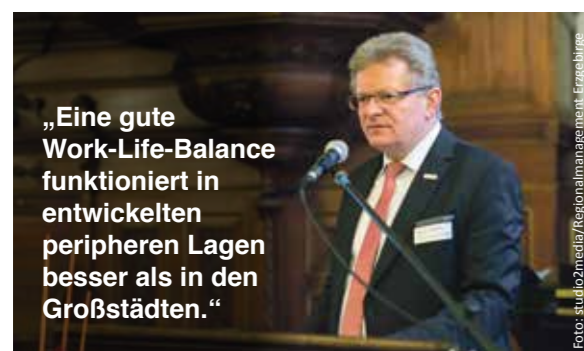 „Eine gute
Work-Life-Balance
funktioniert in
entwickelten
peripheren Lagen
besser als in den
Großstädten.“
Foto: studio2media/Regionalmanagement Erzgebirge